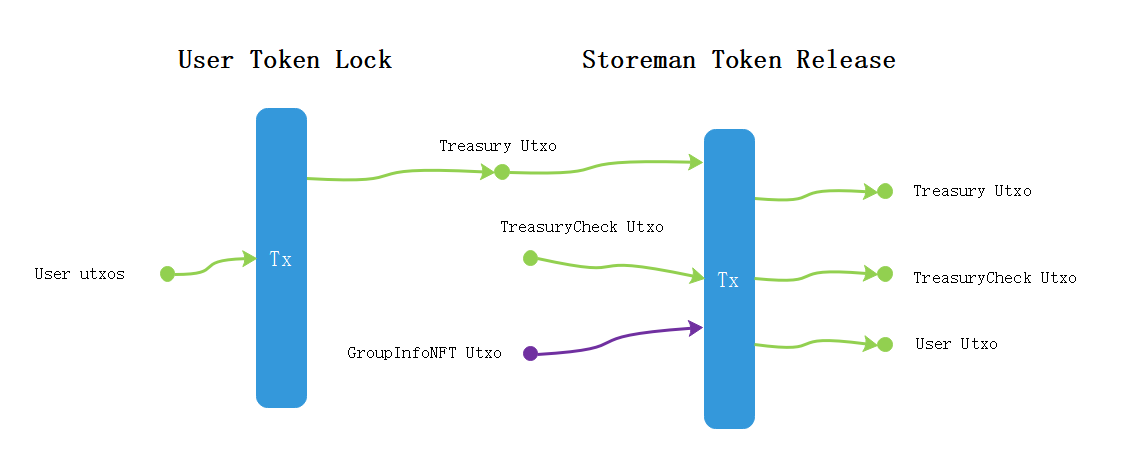 User Token Lock
Storeman Token Release
Treasury Utxo
Treasury Utxo
TreasuryCheck Utxo
Tx
User utxos
Tx
TreasuryCheck Utxo
GroupInfoNFT Utxo
User Utxo